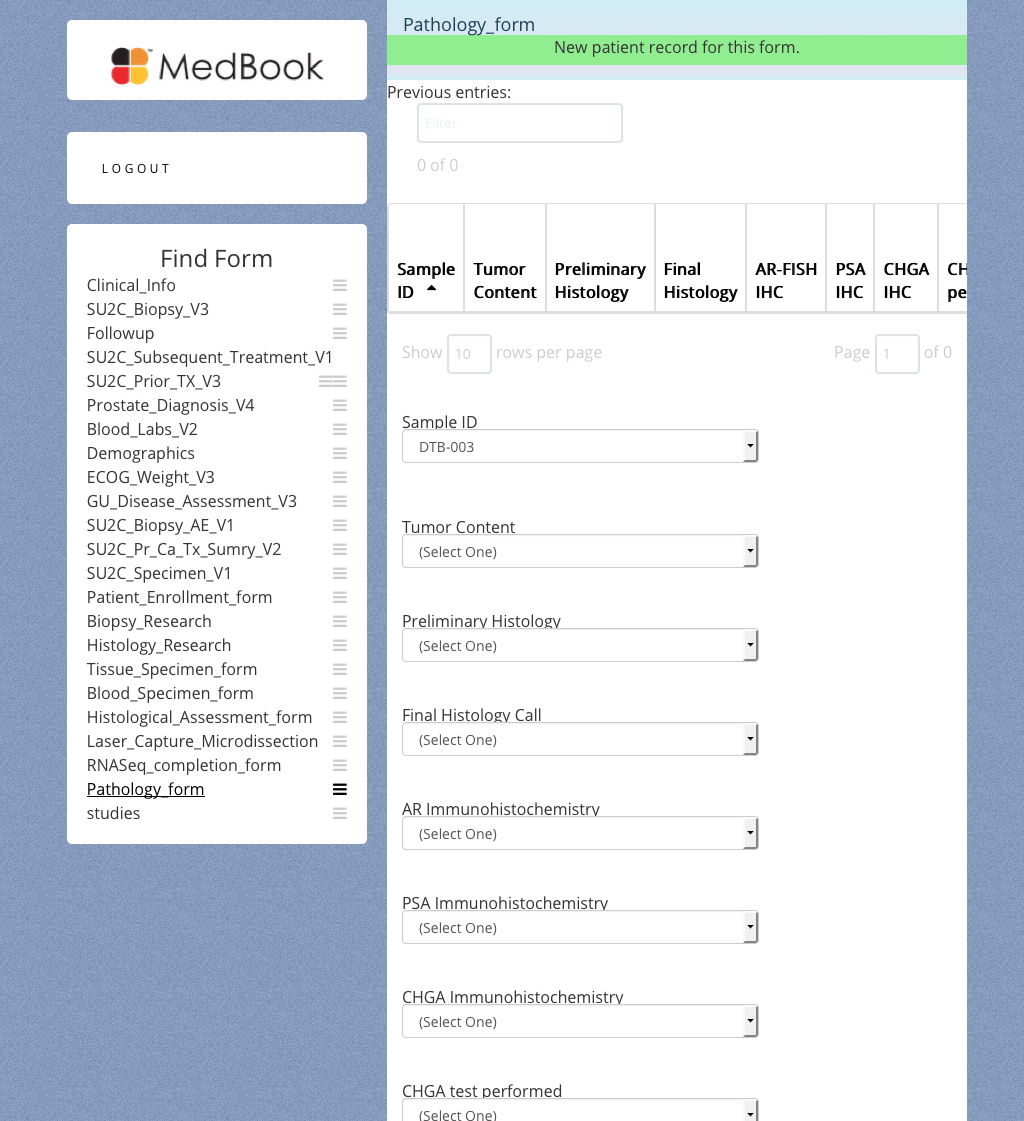 MedBook™
LOGOUT
Find Form
Clinical_Info
SU2C_Biopsy_V3
Followup
SU2C_Subsequent_Treatment_V1
SU2C_Prior_TX_V3
Prostate_Diagnosis_V4
Blood_Labs_V2
Demographics
ECOG_Weight_V3
GU_Disease_Assessment_V3
SU2C_Biopsy_AE_V1
SU2C_Pr_Ca_Tx_Sumry_V2
SU2C_Specimen_V1
Patient_Enrollment_form
Biopsy_Research
Histology_Research
Tissue_Specimen_form
Blood_Specimen_form
Histological_Assessment_form
Laser_Capture_Microdissection
RNASeq_completion_form
Pathology_form
studies
Pathology_form
New patient record for this form.
Previous entries:
Filter
0 of 0
Sample ID
Tumor Content
Preliminary Histology
Final Histology
AR-FISH IHC
PSA IHC
CHGA IHC
CH pe
Show 10 rows per page
Page 1 of 0
Sample ID
DTB-003
Tumor Content
(Select One)
Preliminary Histology
(Select One)
Final Histology Call
(Select One)
AR Immunohistochemistry
(Select One)
PSA Immunohistochemistry
(Select One)
CHGA Immunohistochemistry
(Select One)
CHGA test performed
(Select One)